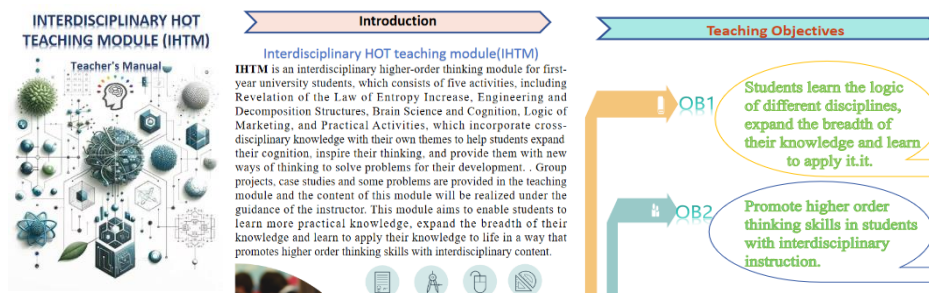 INTERDISCIPLINARY HOT
TEACHING MODULE (IHTM)
Teacher's Manual
Introduction
Interdisciplinary HOT teaching module(IHTM)
IHTM is an interdisciplinary higher-order thinking module for first-
year university students, which consists of five activities, including
Revelation of the Law of Entropy Increase, Engineering and
Decomposition Structures, Brain Science and Cognition, Logic of
Marketing, and Practical Activities, which incorporate cross-
disciplinary knowledge with their own themes to help students expand
their cognition, inspire their thinking, and provide them with new
ways of thinking to solve problems for their development. . Group
projects, case studies and some problems are provided in the teaching
module and the content of this module will be realized under the
guidance of the instructor. This module aims to enable students to
learn more practical knowledge, expand the breadth of their
knowledge and learn to apply their knowledge to life in a way that
promotes higher order thinking skills with interdisciplinary content.
Teaching Objectives
OB1
Students learn the logic
of different disciplines,
expand the breadth of
their knowledge and learn
to apply it.it.
OB2
Promote higher order
thinking skills in students
with interdisciplinary
instruction.